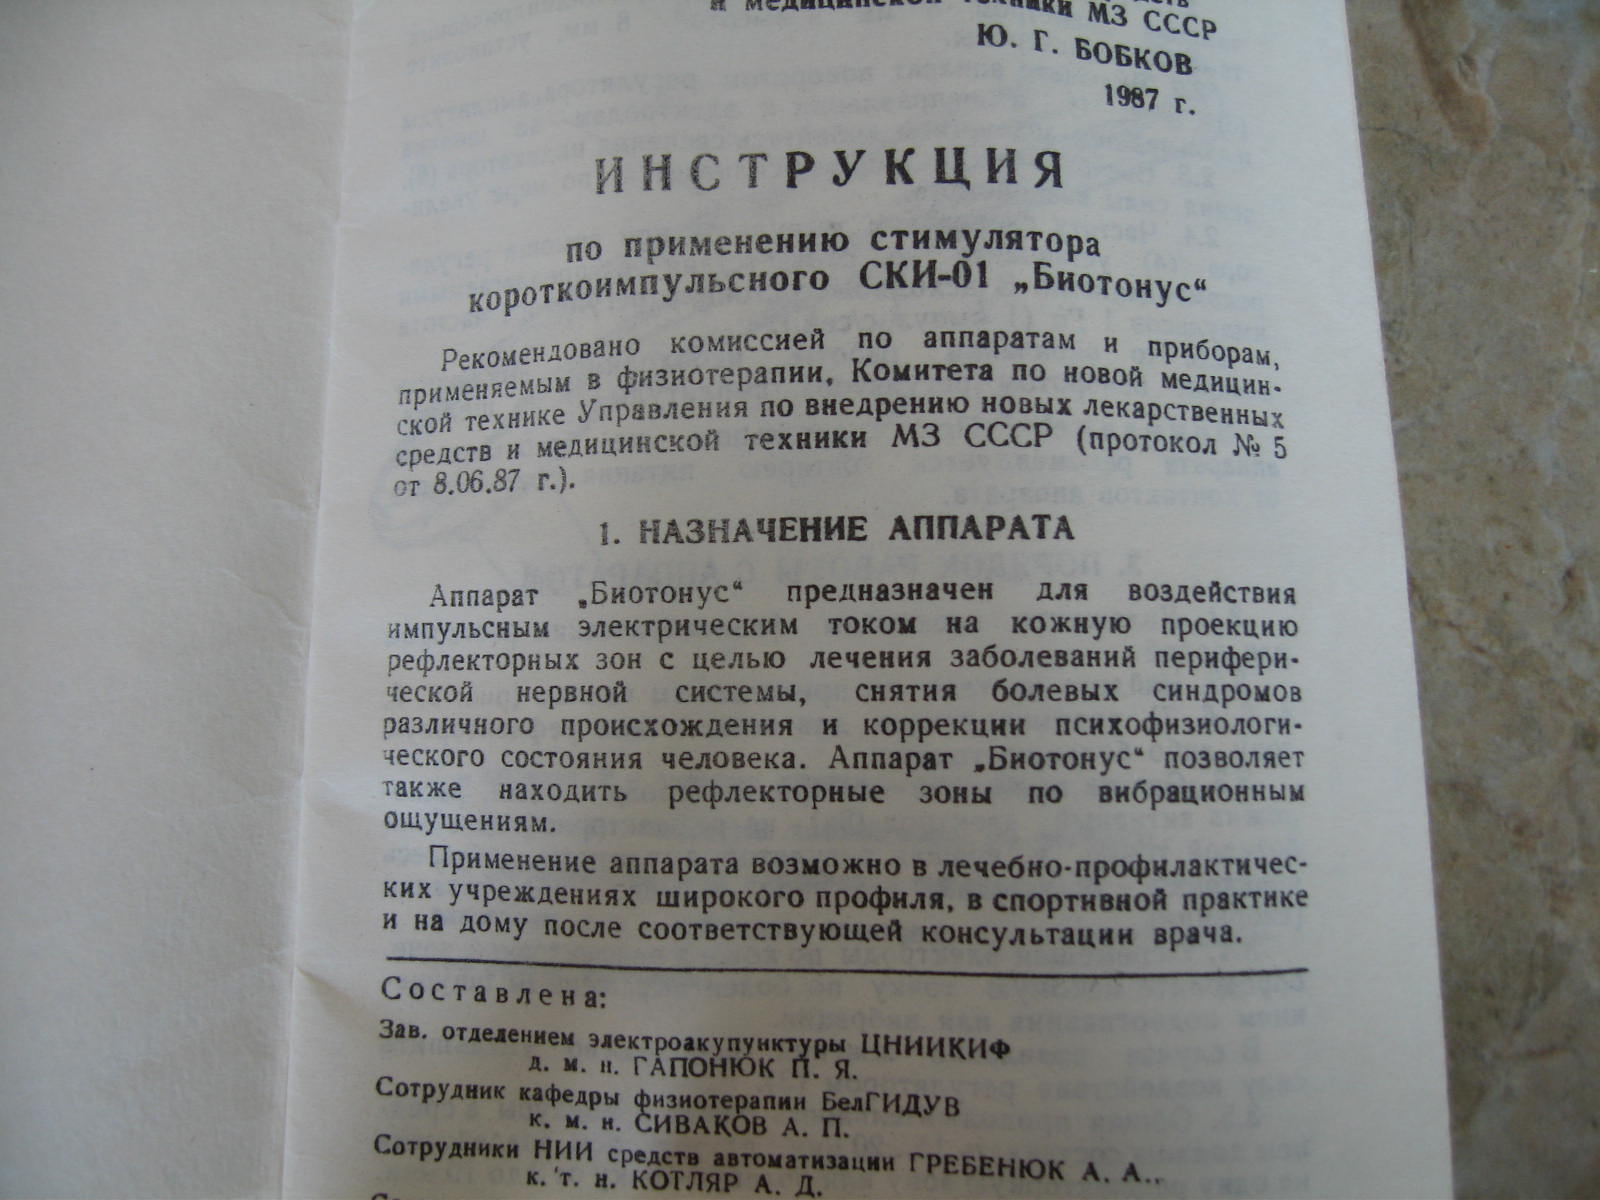 и медицинской техники МЗ СССР
Ю. Г. БОБКОВ
1987 г.
ИНСТРУКЦИЯ
по применению стимулятора
короткоимпульсного СКИ-01 „Биотонус“
Рекомендовано комиссией по аппаратам и приборам,
применяемым в физиотерапии, Комитета по новой медицин-
ской технике Управления по внедрению новых лекарственных
средств и медицинской техники МЗ СССР (протокол № 5
от 8.06.87 г.).
1. НАЗНАЧЕНИЕ АППАРАТА
Аппарат „Биотонус“ предназначен для воздействия
импульсным электрическим током на кожную проекцию
рефлекторных зон с целью лечения заболеваний перифери-
ческой нервной системы, снятия болевых синдромов
различного происхождения и коррекции психофизиологи-
ческого состояния человека. Аппарат „Биотонус“ позволяет
также находить рефлекторные зоны по вибрационным
ощущениям.
Применение аппарата возможно в лечебно-профилактичес-
ких учреждениях широкого профиля, в спортивной практике
и на дому после соответствующей консультации врача.
Составлена:
Зав. отделением электроакупунктуры ЦНИИКИФ
д. м. н. ГАПОНЮК П. Я.
Сотрудник кафедры физиотерапии БелГИДУВ
к. м. н. СИВАКОВ А. П.
Сотрудники НИИ средств автоматизации ГРЕБЕНЮК А. А.,
к. т. н. КОТЛЯР А. Д.